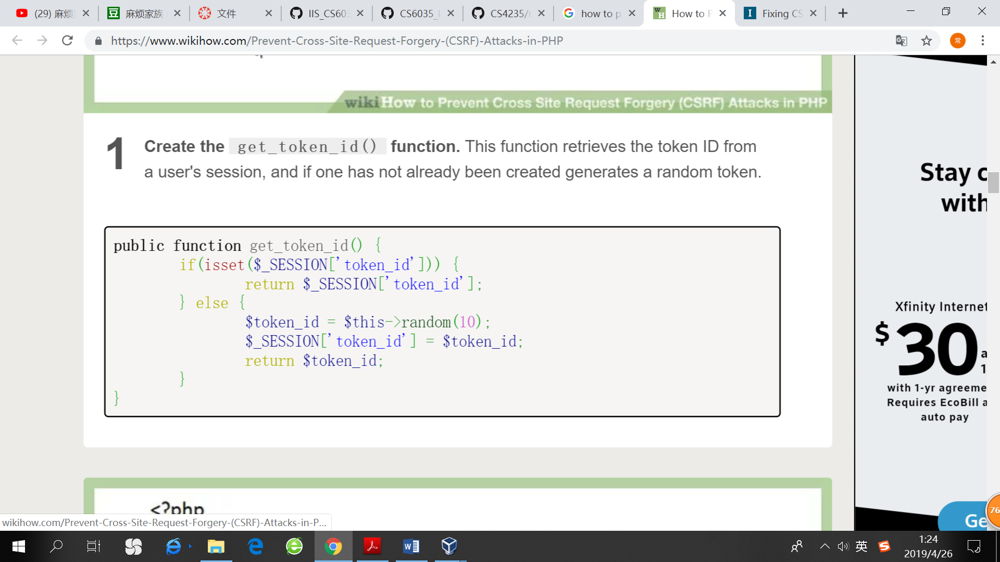 (29) 麻烦
麻烦家族
文件
IIS_CS603
CS6035_
CS4235/
how to p
How to P
Fixing CS
https://www.wikihow.com/Prevent-Cross-Site-Request-Forgery-(CSRF)-Attacks-in-PHP
常
wikiHow to Prevent Cross Site Request Forgery (CSRF) Attacks in PHP
1
Create the get_token_id() function. This function retrieves the token ID from
a user's session, and if one has not already been created generates a random token.
public function get_token_id() {
if(isset($_SESSION['token_id'])) {
return $_SESSION['token_id'];
} else {
$token_id = $this->random(10);
$_SESSION['token_id'] = $token_id;
return $token_id;
}
}
<?php
wikihow.com/Prevent-Cross-Site-Request-Forgery-(CSRF)-Attacks-in-P...
Stay c
with
Xfinity Internet
$30
a
1
with 1-yr agreeme
Requires EcoBill a
auto pay
Ge
76
英
1:24
2019/4/26